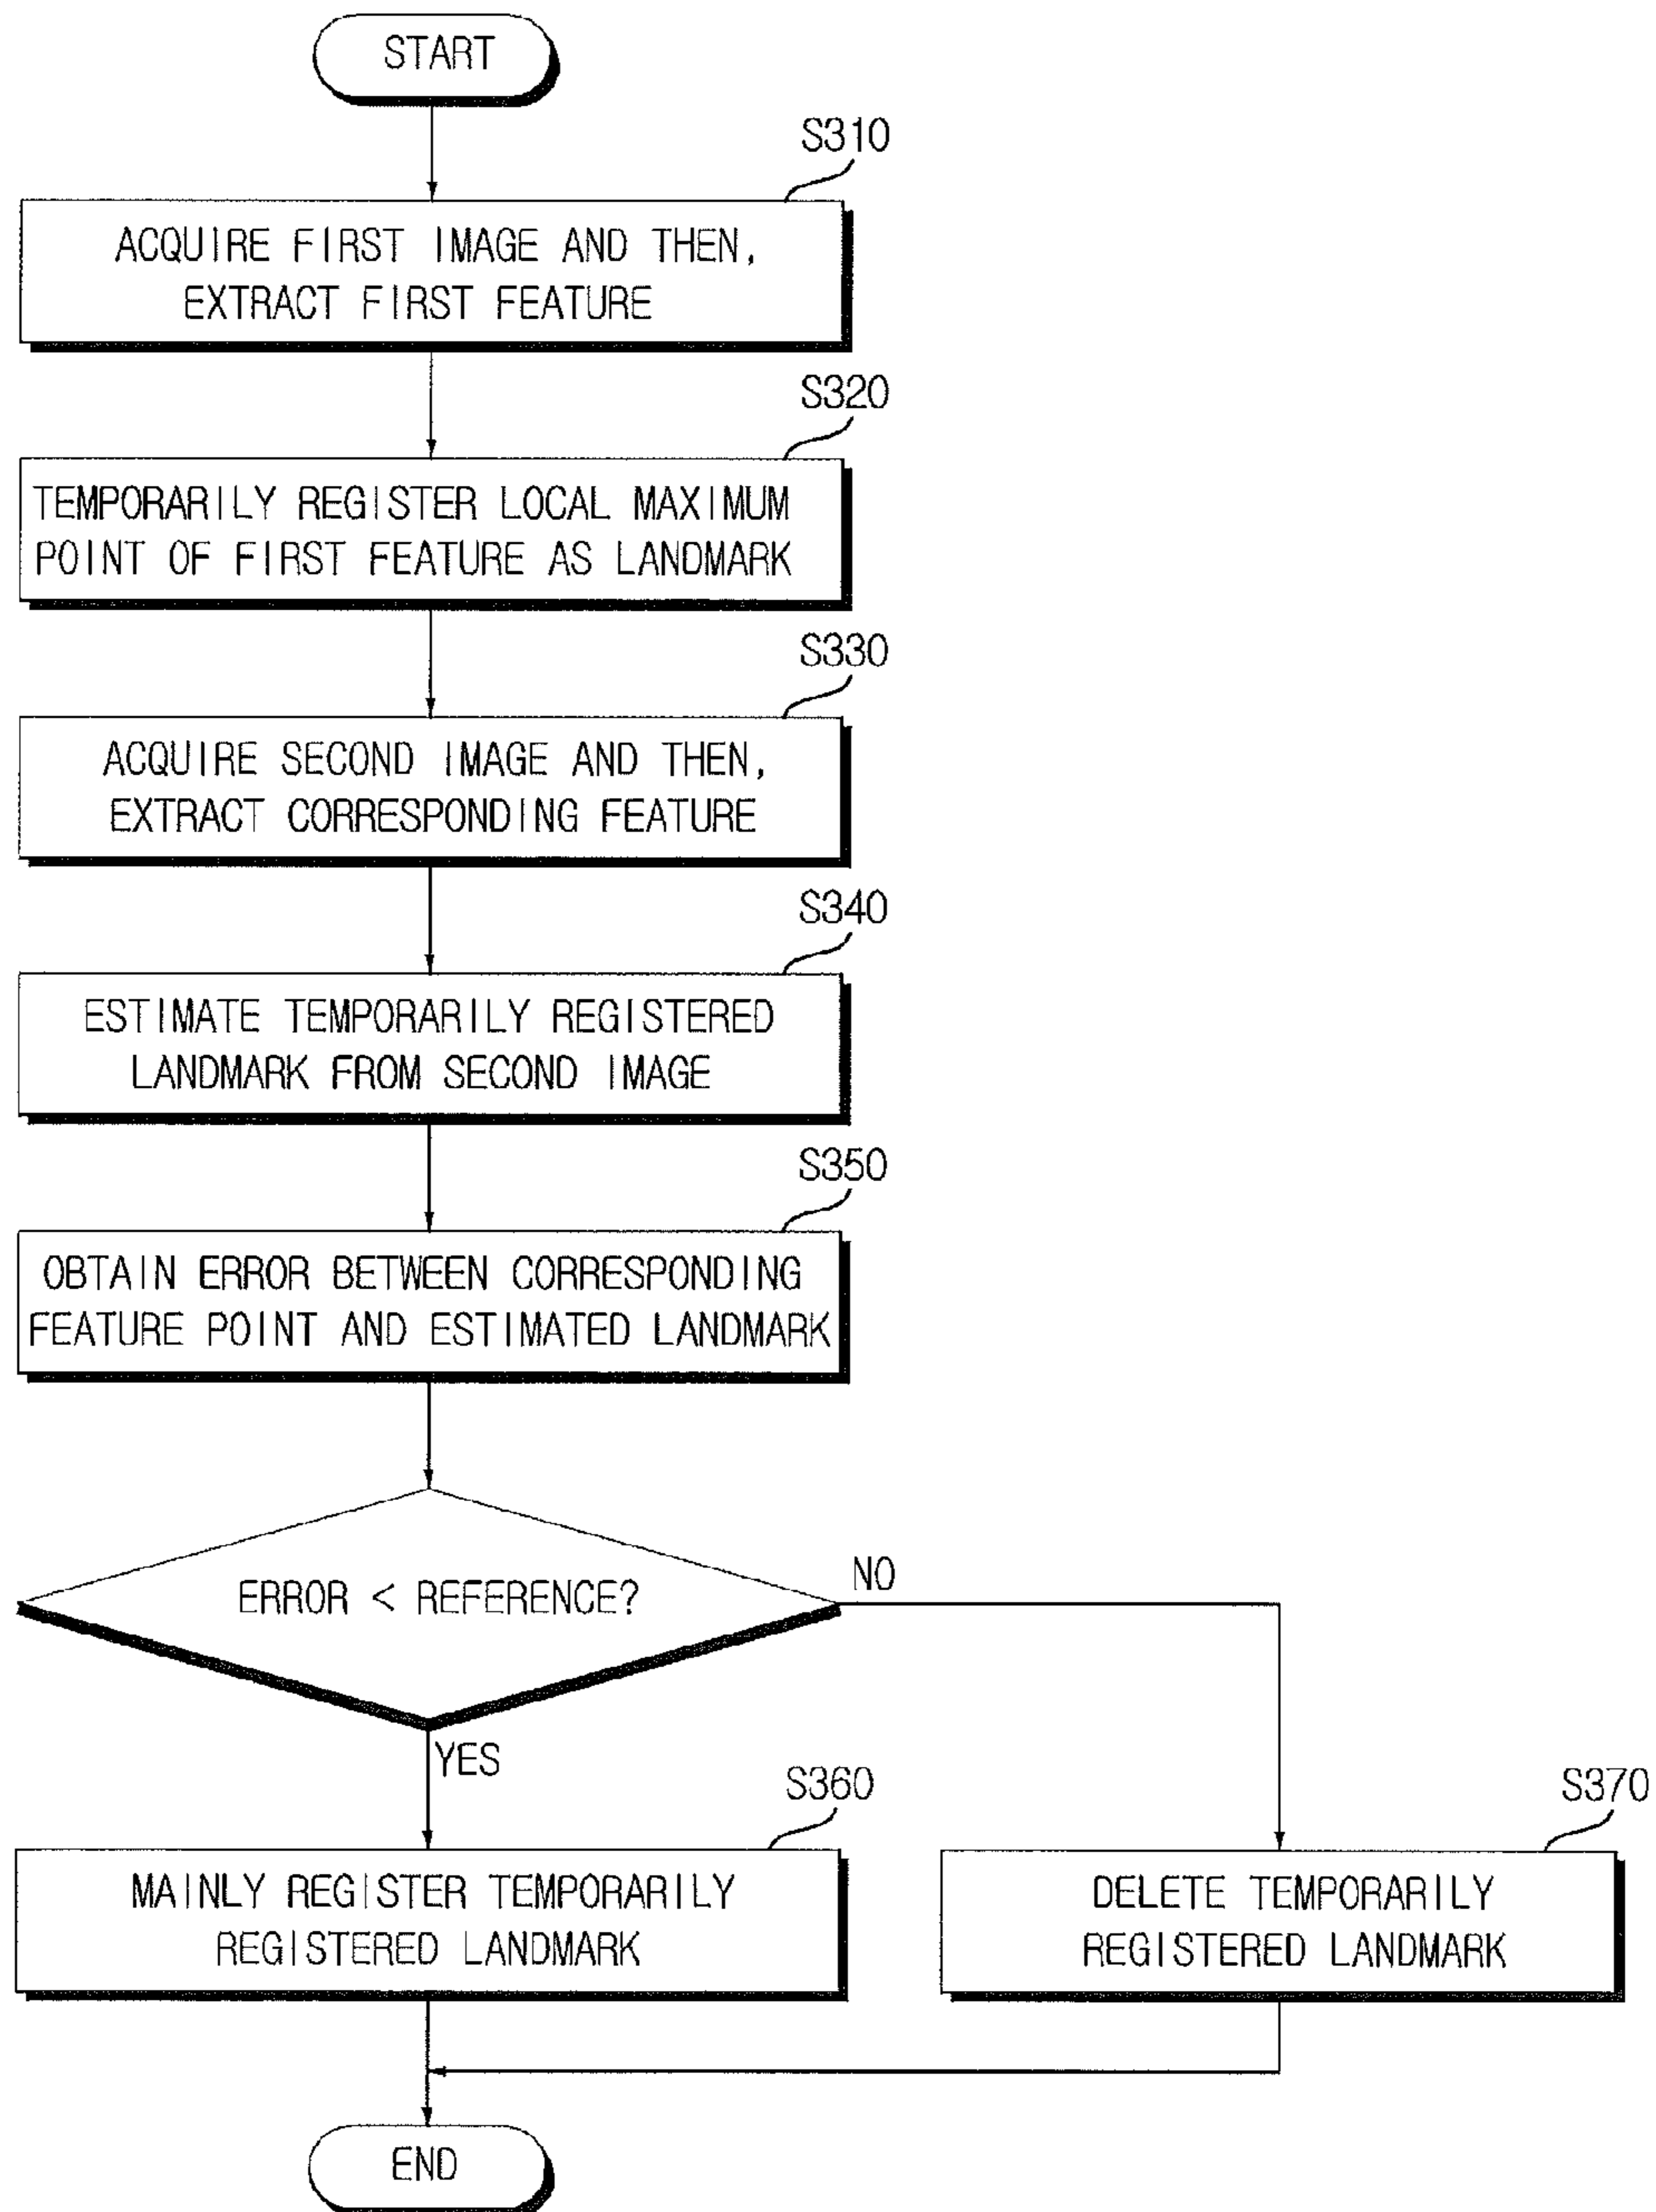 START
S310
ACQUIRE FIRST IMAGE AND THEN,
EXTRACT FIRST FEATURE
S320
TEMPORARILY REGISTER LOCAL MAXIMUM
POINT OF FIRST FEATURE AS LANDMARK
S330
ACQUIRE SECOND IMAGE AND THEN,
EXTRACT CORRESPONDING FEATURE
S340
ESTIMATE TEMPORARILY REGISTERED
LANDMARK FROM SECOND IMAGE
S350
OBTAIN ERROR BETWEEN CORRESPONDING
FEATURE POINT AND ESTIMATED LANDMARK
ERROR < REFERENCE?
NO
YES
S360
MAINLY REGISTER TEMPORARILY
REGISTERED LANDMARK
S370
DELETE TEMPORARILY
REGISTERED LANDMARK
END